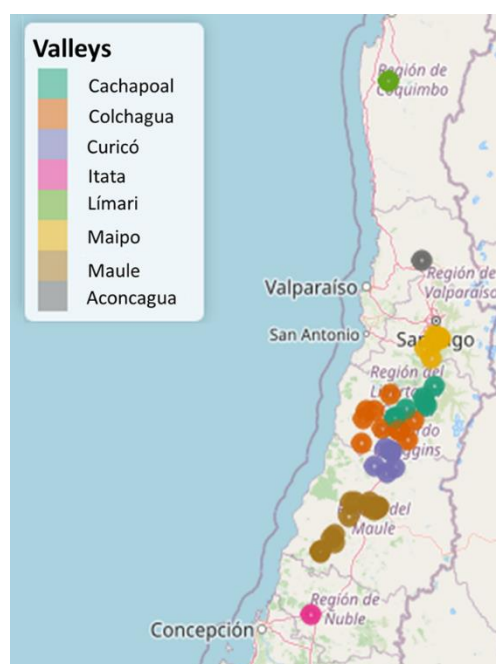 Valleys
Cachapoal
Colchagua
Curicó
Itata
Límari
Maipo
Maule
Aconcagua
Región de
Coquimbo
Región de
Valparaíso
Valparaíso
San Antonio
Región del
Maule
Región de
Ñuble
Concepción